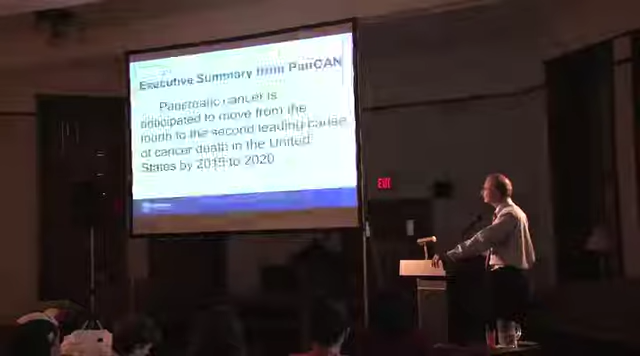 Executive Summary from PanCAN
Pancreatic cancer is
anticipated to move from the
fourth to the second leading cause
of cancer death in the United
States by 2015 to 2020
EXIT